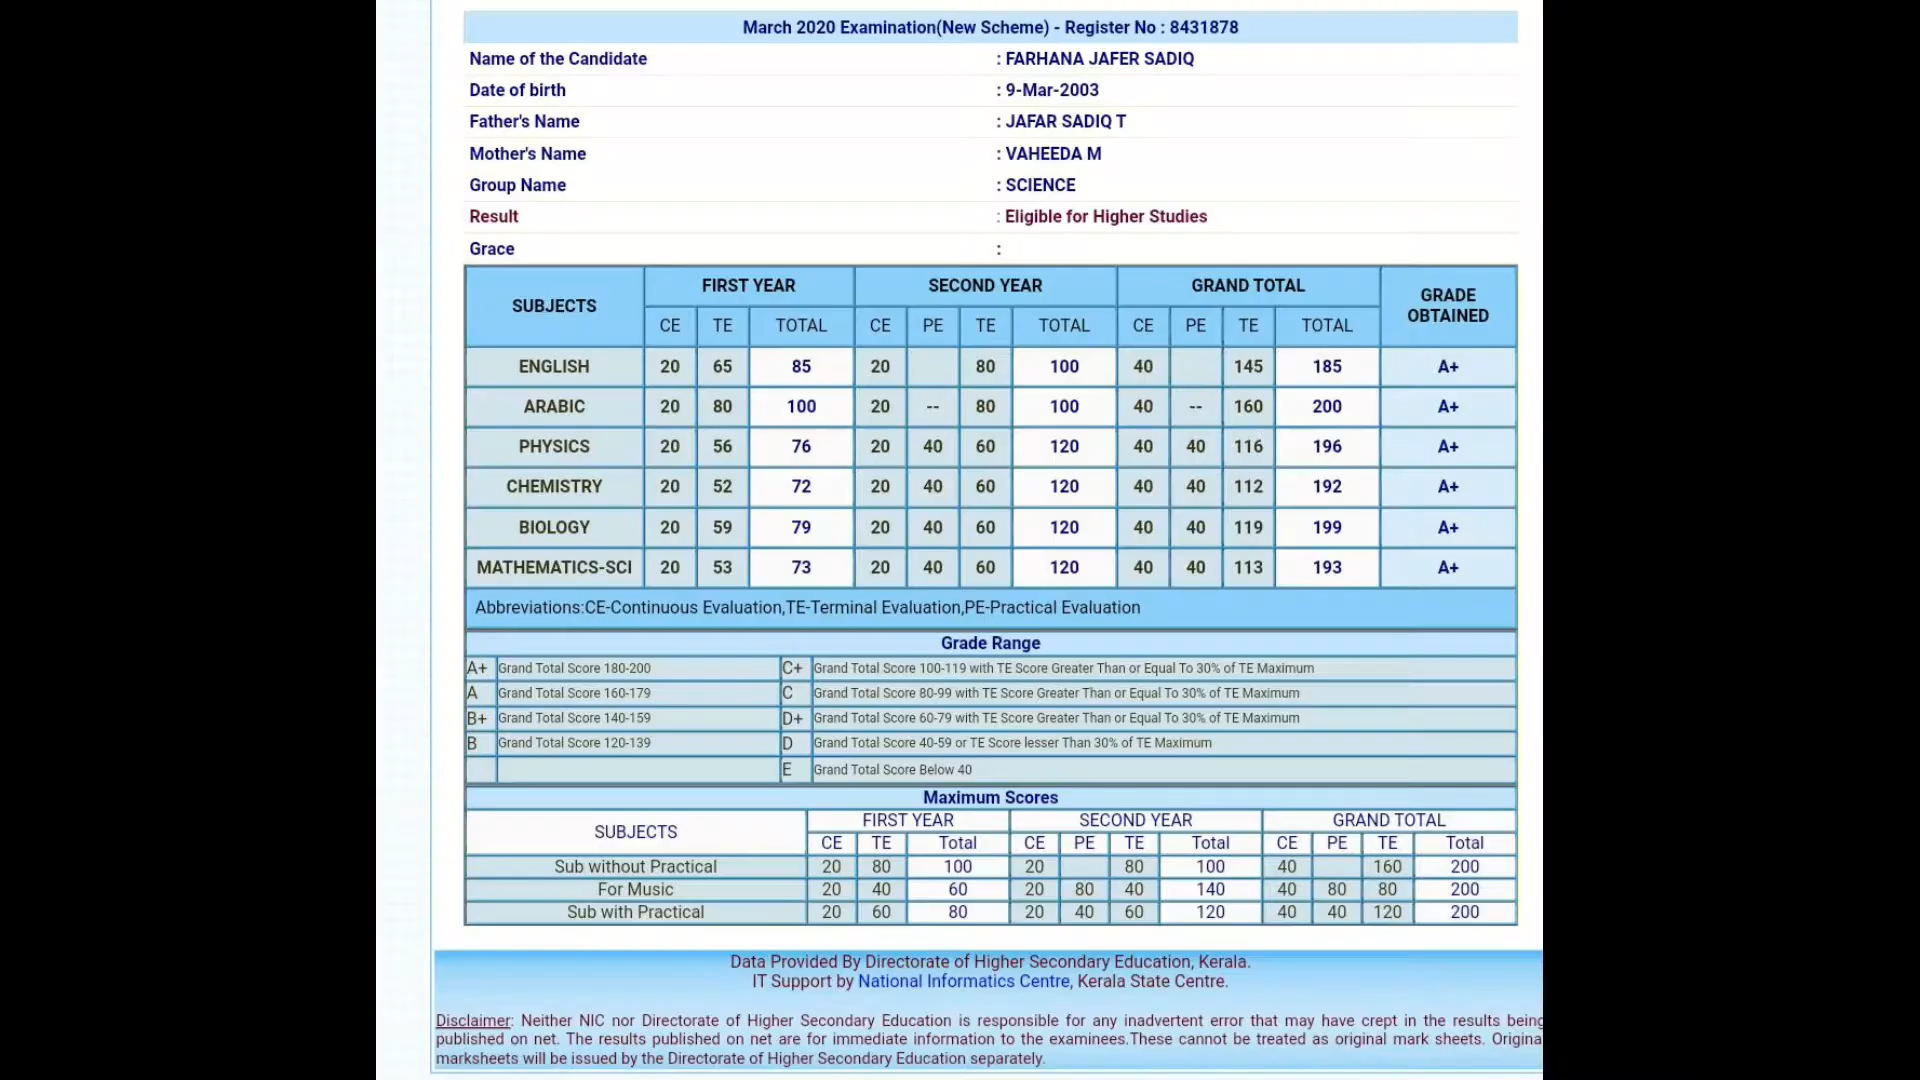 March 2020 Examination(New Scheme) - Register No : 8431878
Name of the Candidate : FARHANA JAFER SADIQ
Date of birth : 9-Mar-2003
Father's Name : JAFAR SADIQ T
Mother's Name : VAHEEDA M
Group Name : SCIENCE
Result : Eligible for Higher Studies
Grace :
SUBJECTS FIRST YEAR SECOND YEAR GRAND TOTAL GRADE OBTAINED
CE TE TOTAL CE PE TE TOTAL CE PE TE TOTAL
ENGLISH 20 65 85 20 80 100 40 145 185 A+
ARABIC 20 80 100 20 -- 80 100 40 -- 160 200 A+
PHYSICS 20 56 76 20 40 60 120 40 40 116 196 A+
CHEMISTRY 20 52 72 20 40 60 120 40 40 112 192 A+
BIOLOGY 20 59 79 20 40 60 120 40 40 119 199 A+
MATHEMATICS-SCI 20 53 73 20 40 60 120 40 40 113 193 A+
Abbreviations:CE-Continuous Evaluation,TE-Terminal Evaluation,PE-Practical Evaluation
Grade Range
A+ Grand Total Score 180-200 C+ Grand Total Score 100-119 with TE Score Greater Than or Equal To 30% of TE Maximum
A Grand Total Score 160-179 C Grand Total Score 80-99 with TE Score Greater Than or Equal To 30% of TE Maximum
B+ Grand Total Score 140-159 D+ Grand Total Score 60-79 with TE Score Greater Than or Equal To 30% of TE Maximum
B Grand Total Score 120-139 D Grand Total Score 40-59 or TE Score lesser Than 30% of TE Maximum
E Grand Total Score Below 40
Maximum Scores
SUBJECTS FIRST YEAR SECOND YEAR GRAND TOTAL
CE TE Total CE PE TE Total CE PE TE Total
Sub without Practical 20 80 100 20 80 100 40 160 200
For Music 20 40 60 20 80 40 140 40 80 80 200
Sub with Practical 20 60 80 20 40 60 120 40 40 120 200
Data Provided By Directorate of Higher Secondary Education, Kerala.
IT Support by National Informatics Centre, Kerala State Centre.
Disclaimer: Neither NIC nor Directorate of Higher Secondary Education is responsible for any inadvertent error that may have crept in the results being
published on net. The results published on net are for immediate information to the examinees.These cannot be treated as original mark sheets. Origina
marksheets will be issued by the Directorate of Higher Secondary Education separately.